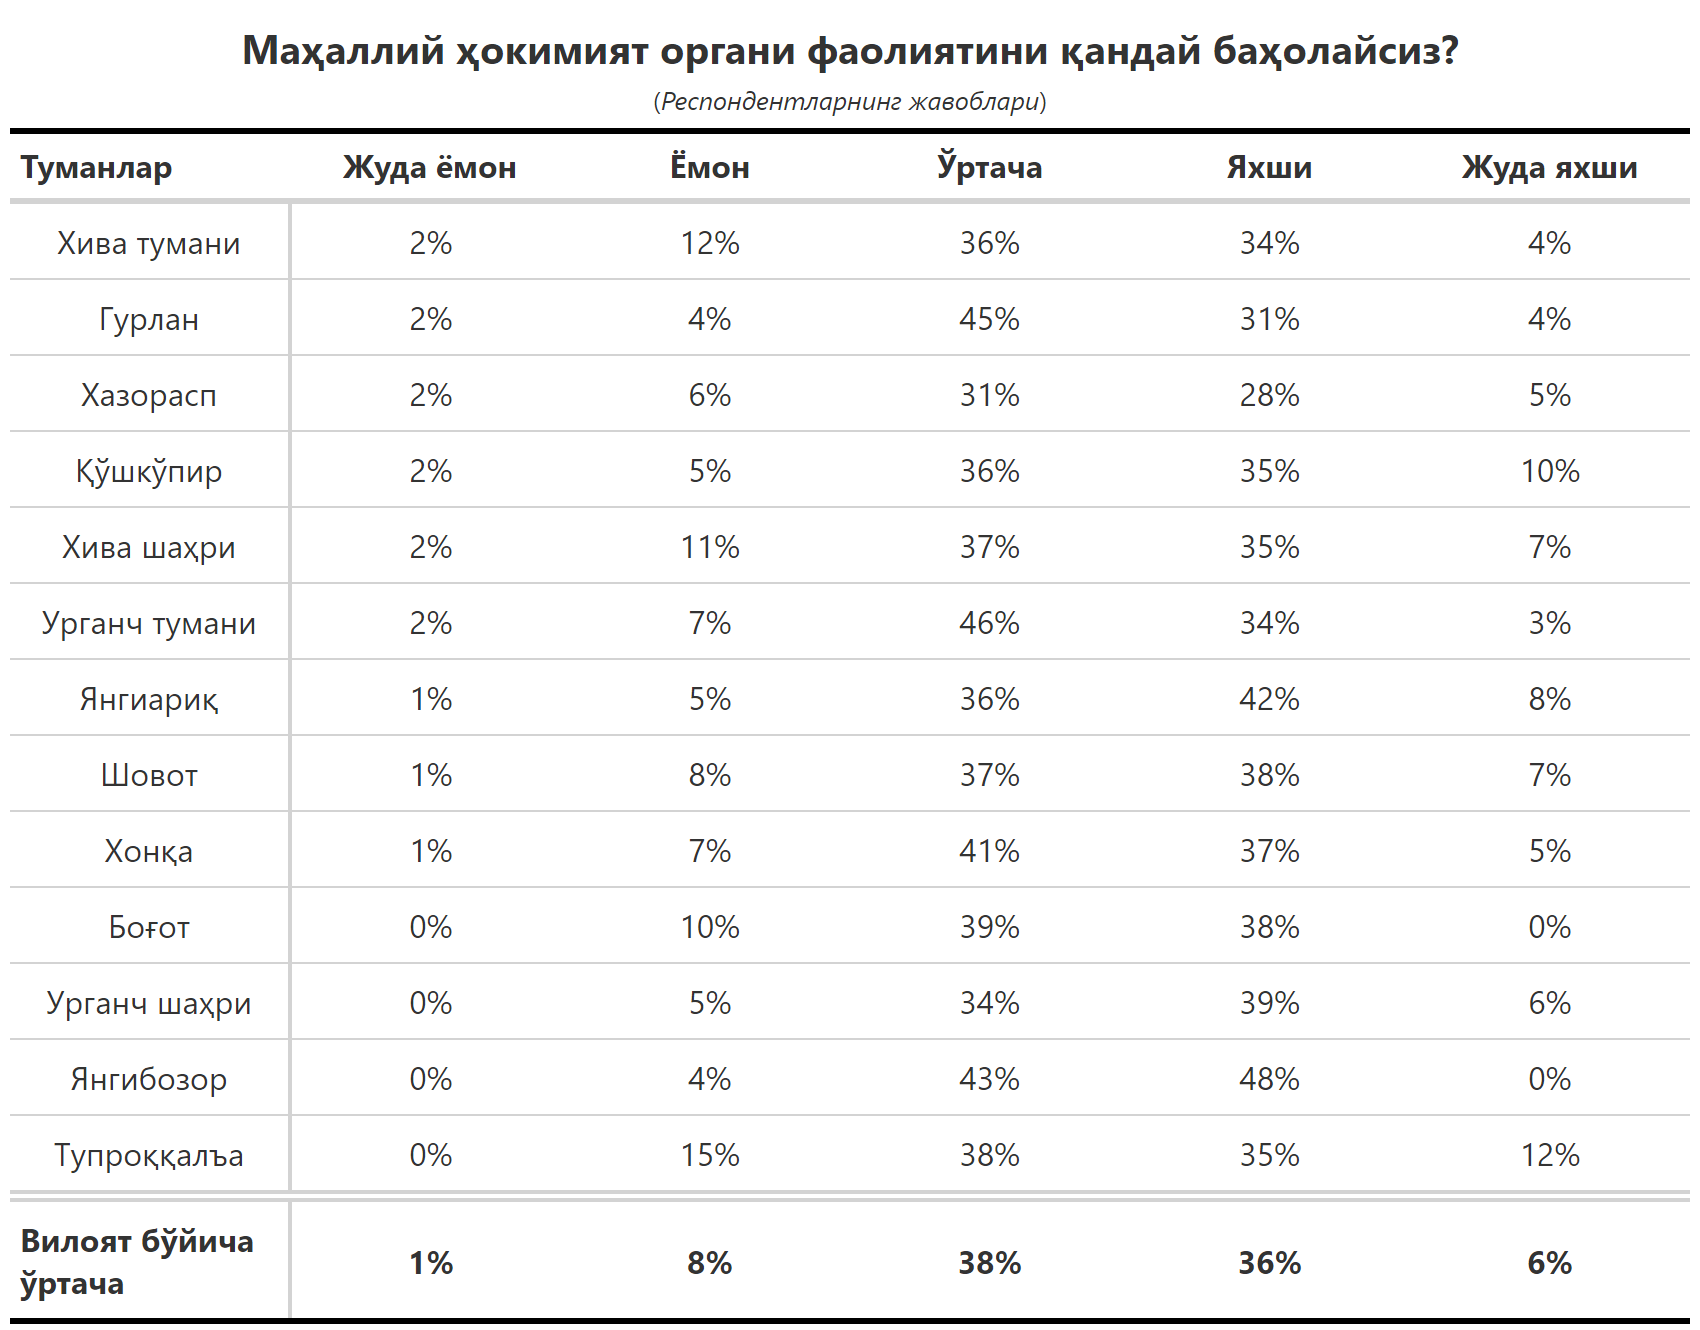 Маҳаллий ҳокимият органи фаолиятини қандай баҳолайсиз?
(Респондентларнинг жавоблари)
Туманлар Жуда ёмон Ёмон Ўртача Яхши Жуда яхши
Хива тумани 2% 12% 36% 34% 4%
Гурлан 2% 4% 45% 31% 4%
Хазорасп 2% 6% 31% 28% 5%
Қўшкўпир 2% 5% 36% 35% 10%
Хива шаҳри 2% 11% 37% 35% 7%
Урганч тумани 2% 7% 46% 34% 3%
Янгиариқ 1% 5% 36% 42% 8%
Шовот 1% 8% 37% 38% 7%
Хонқа 1% 7% 41% 37% 5%
Боғот 0% 10% 39% 38% 0%
Урганч шаҳри 0% 5% 34% 39% 6%
Янгибозор 0% 4% 43% 48% 0%
Тупроққалъа 0% 15% 38% 35% 12%
Вилоят бўйича
ўртача 1% 8% 38% 36% 6%